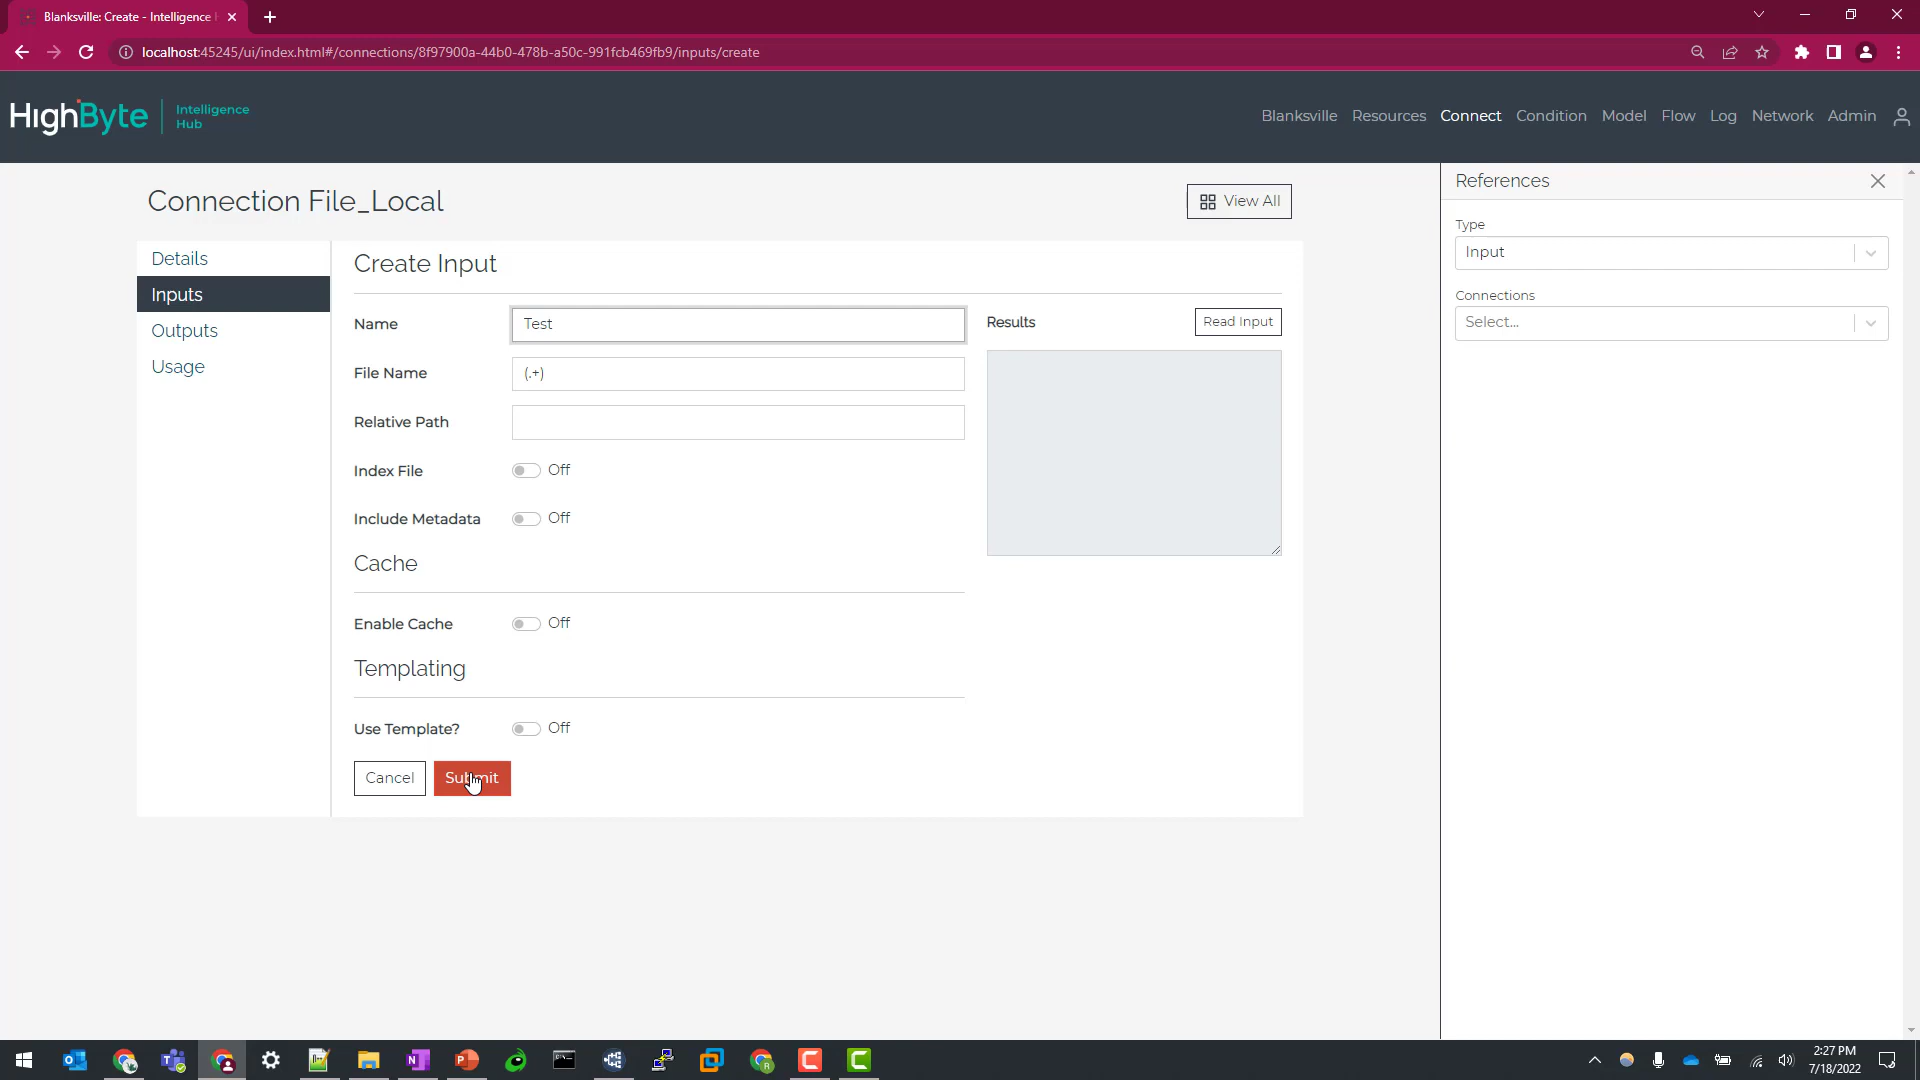 Blanksville: Create - Intelligence
localhost:45245/ui/index.html#/connections/8f97900a-44b0-478b-a50c-991fcb469fb9/inputs/create
HighByte Intelligence Hub
Blanksville Resources Connect Condition Model Flow Log Network Admin
Connection File_Local
View All
Details
Inputs
Outputs
Usage
Create Input
Name Test
File Name (.+)
Relative Path
Index File Off
Include Metadata Off
Cache
Enable Cache Off
Templating
Use Template? Off
Cancel Submit
Results Read Input
References
Type
Input
Connections
Select...
2:27 PM
7/18/2022